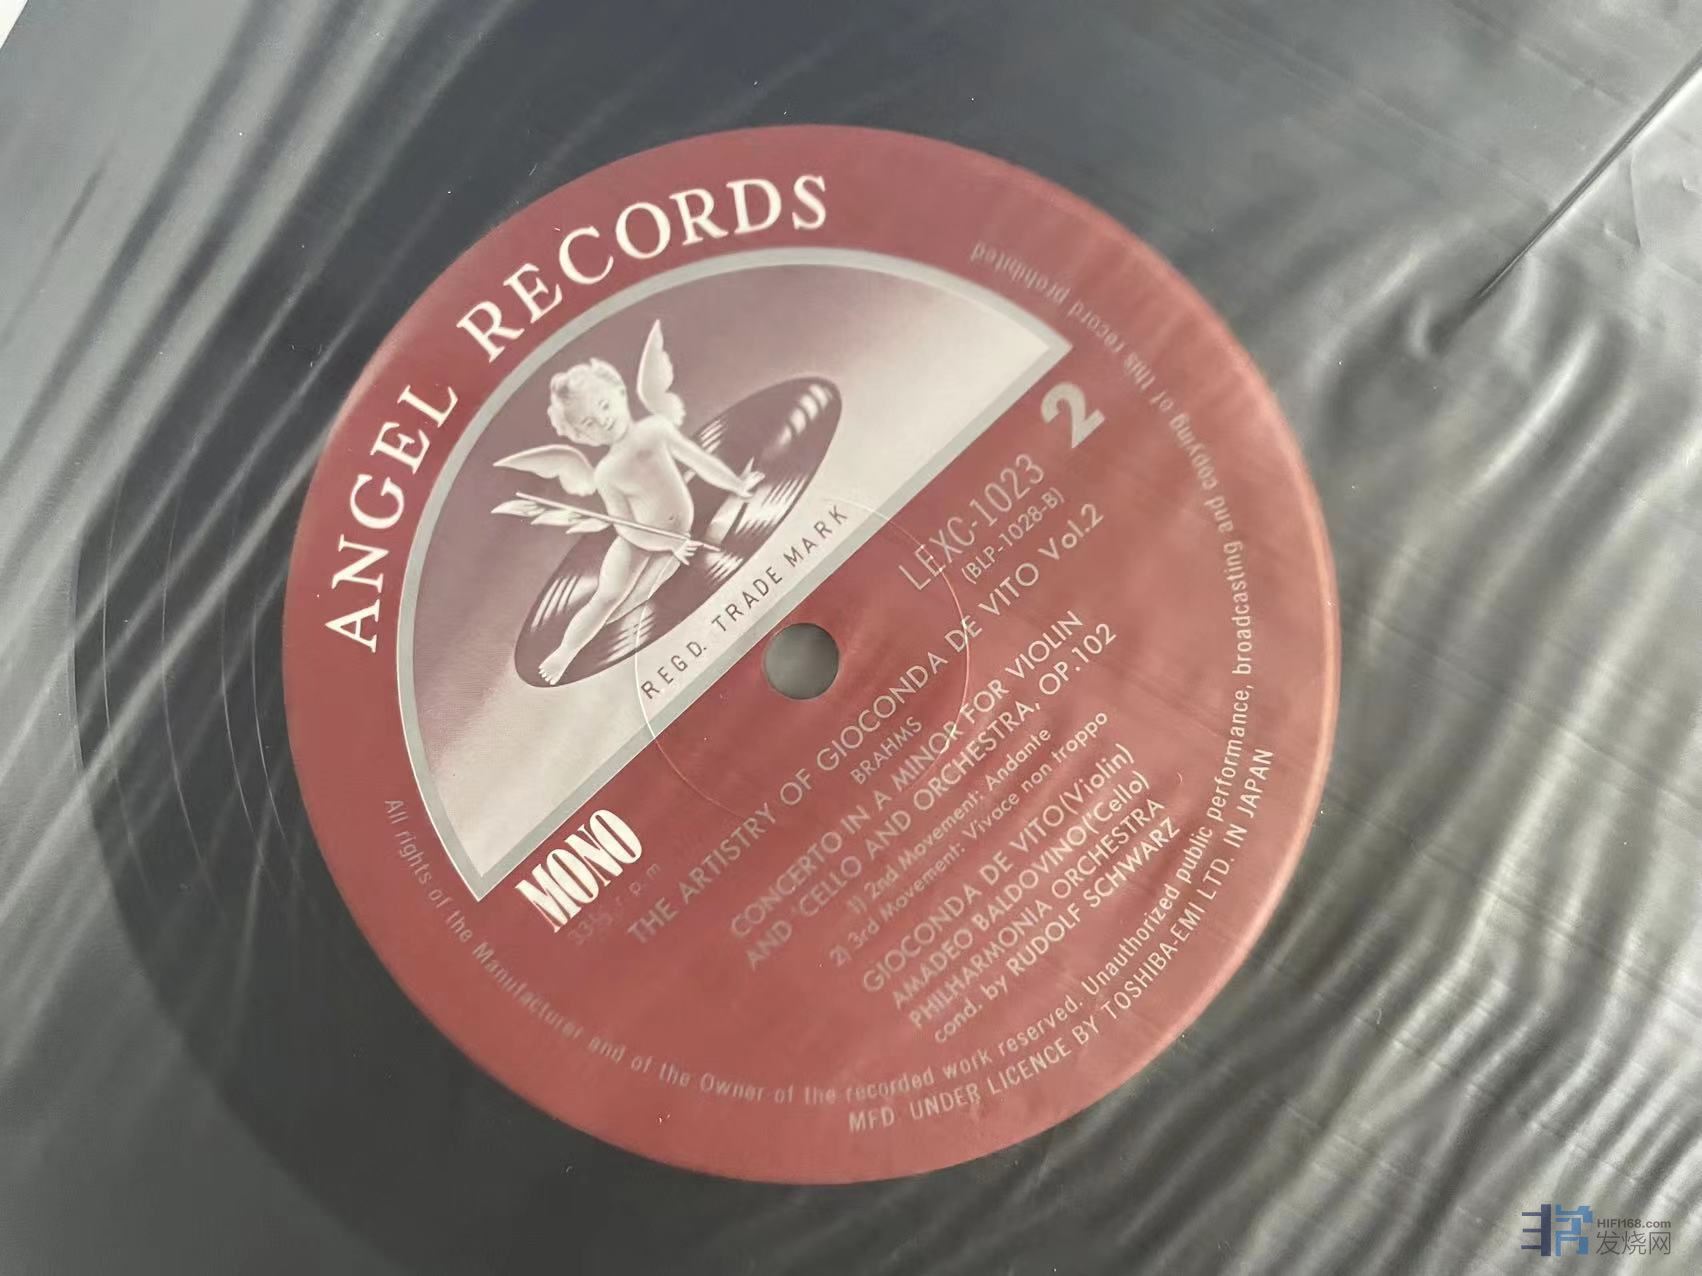 ANGEL RECORDS
REGD. TRADE MARK
2
LEXC-1023
(BLP-1028-B)
MONO
33⅓ r.p.m
THE ARTISTRY OF GIOCONDA DE VITO Vol.2
BRAHMS
CONCERTO IN A MINOR FOR VIOLIN
AND 'CELLO AND ORCHESTRA, OP.102
1) 2nd Movement: Andante
2) 3rd Movement: Vivace non troppo
GIOCONDA DE VITO(Violin)
AMADEO BALDOVINO('Cello)
PHILHARMONIA ORCHESTRA
cond. by RUDOLF SCHWARZ
All rights of the Manufacturer and of the Owner of the recorded work reserved. Unauthorized public performance, broadcasting and copying of this record prohibited
MFD. UNDER LICENCE BY TOSHIBA-EMI LTD. IN JAPAN
HIFI168.com
发烧网